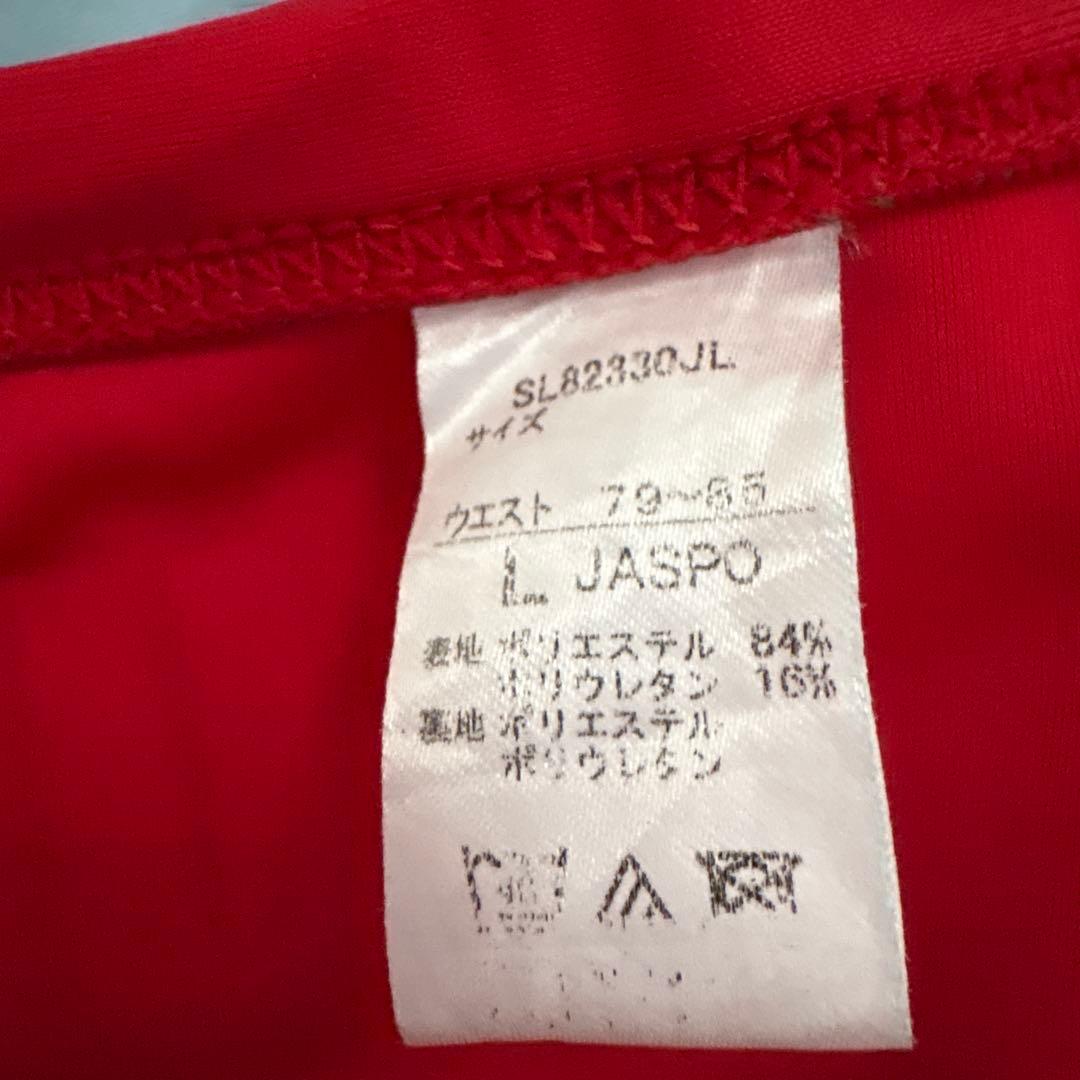 SL82330JL
サイズ
ウエスト 79～85
L JASPO
表地 ポリエステル 84%
ポリウレタン 16%
裏地 ポリエステル
ポリウレタン